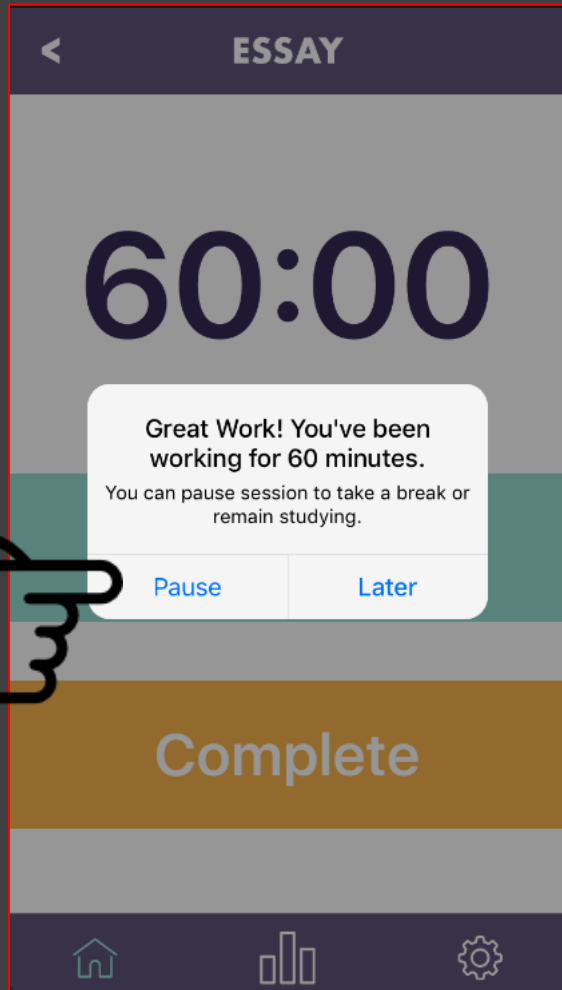 <
ESSAY
60:00
Great Work! You've been
working for 60 minutes.
You can pause session to take a break or
remain studying.
Pause
Later
Complete